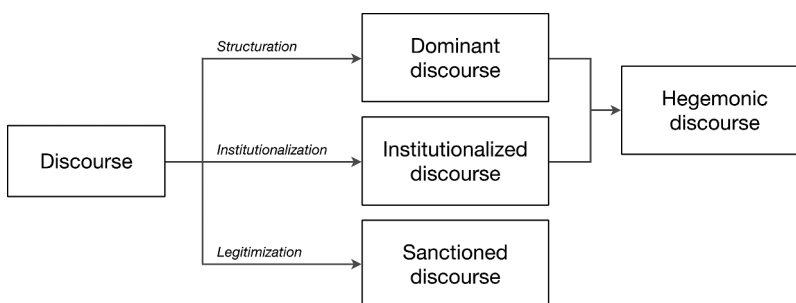 Structuration
Dominant
discourse
Hegemonic
discourse
Discourse
Institutionalization
Institutionalized
discourse
Legitimization
Sanctioned
discourse